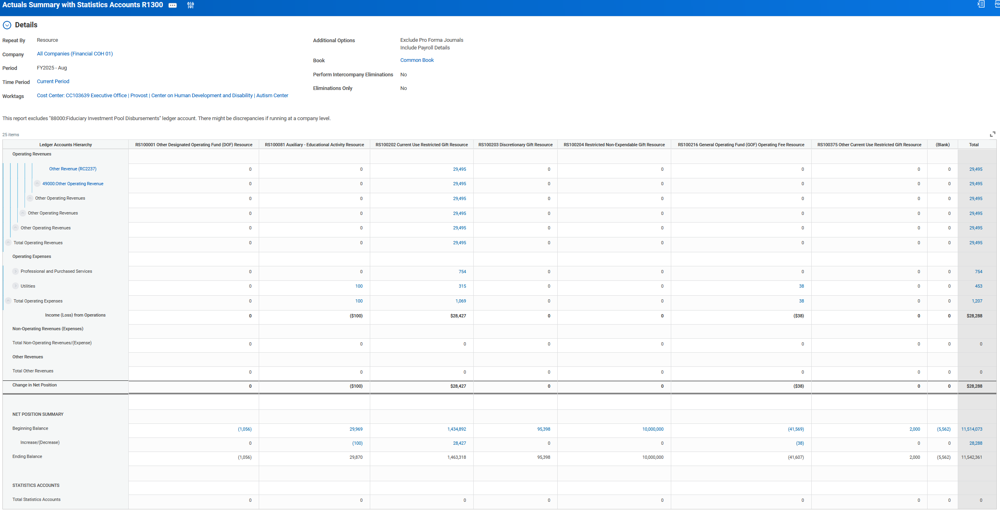 Actuals Summary with Statistics Accounts R1300
Details
Repeat By Resource
Company All Companies (Financial COH 01)
Period FY2025 - Aug
Time Period Current Period
Worktags Cost Center: CC103639 Executive Office | Provost | Center on Human Development and Disability | Autism Center
Additional Options Exclude Pro Forma Journals
Include Payroll Details
Book Common Book
Perform Intercompany Eliminations No
Eliminations Only No
This report excludes "88000:Fiduciary Investment Pool Disbursements" ledger account. There might be discrepancies if running at a company level.
25 items
Ledger Accounts Hierarchy RS100001 Other Designated Operating Fund (DOF) Resource RS100081 Auxiliary - Educational Activity Resource RS100202 Current Use Restricted Gift Resource RS100203 Discretionary Gift Resource RS100204 Restricted Non-Expendable Gift Resource RS100216 General Operating Fund (GOF) Operating Fee Resource RS100375 Other Current Use Restricted Gift Resource (Blank) Total
Operating Revenues
Other Revenue (RC2237) 0 0 29,495 0 0 0 0 0 29,495
49000:Other Operating Revenue 0 0 29,495 0 0 0 0 0 29,495
Other Operating Revenues 0 0 29,495 0 0 0 0 0 29,495
Other Operating Revenues 0 0 29,495 0 0 0 0 0 29,495
Other Operating Revenues 0 0 29,495 0 0 0 0 0 29,495
Total Operating Revenues 0 0 29,495 0 0 0 0 0 29,495
Operating Expenses
Professional and Purchased Services 0 0 754 0 0 0 0 0 754
Utilities 0 100 315 0 0 38 0 0 453
Total Operating Expenses 0 100 1,069 0 0 38 0 0 1,207
Income (Loss) from Operations 0 ($100) $28,427 0 0 ($38) 0 0 $28,288
Non-Operating Revenues (Expenses)
Total Non-Operating Revenues/(Expense) 0 0 0 0 0 0 0 0 0
Other Revenues
Total Other Revenues 0 0 0 0 0 0 0 0 0
Change in Net Position 0 ($100) $28,427 0 0 ($38) 0 0 $28,288
NET POSITION SUMMARY
Beginning Balance (1,056) 29,969 1,434,892 95,398 10,000,000 (41,569) 2,000 (5,562) 11,514,073
Increase/(Decrease) 0 (100) 28,427 0 0 (38) 0 0 28,288
Ending Balance (1,056) 29,870 1,463,318 95,398 10,000,000 (41,607) 2,000 (5,562) 11,542,361
STATISTICS ACCOUNTS
Total Statistics Accounts 0 0 0 0 0 0 0 0 0